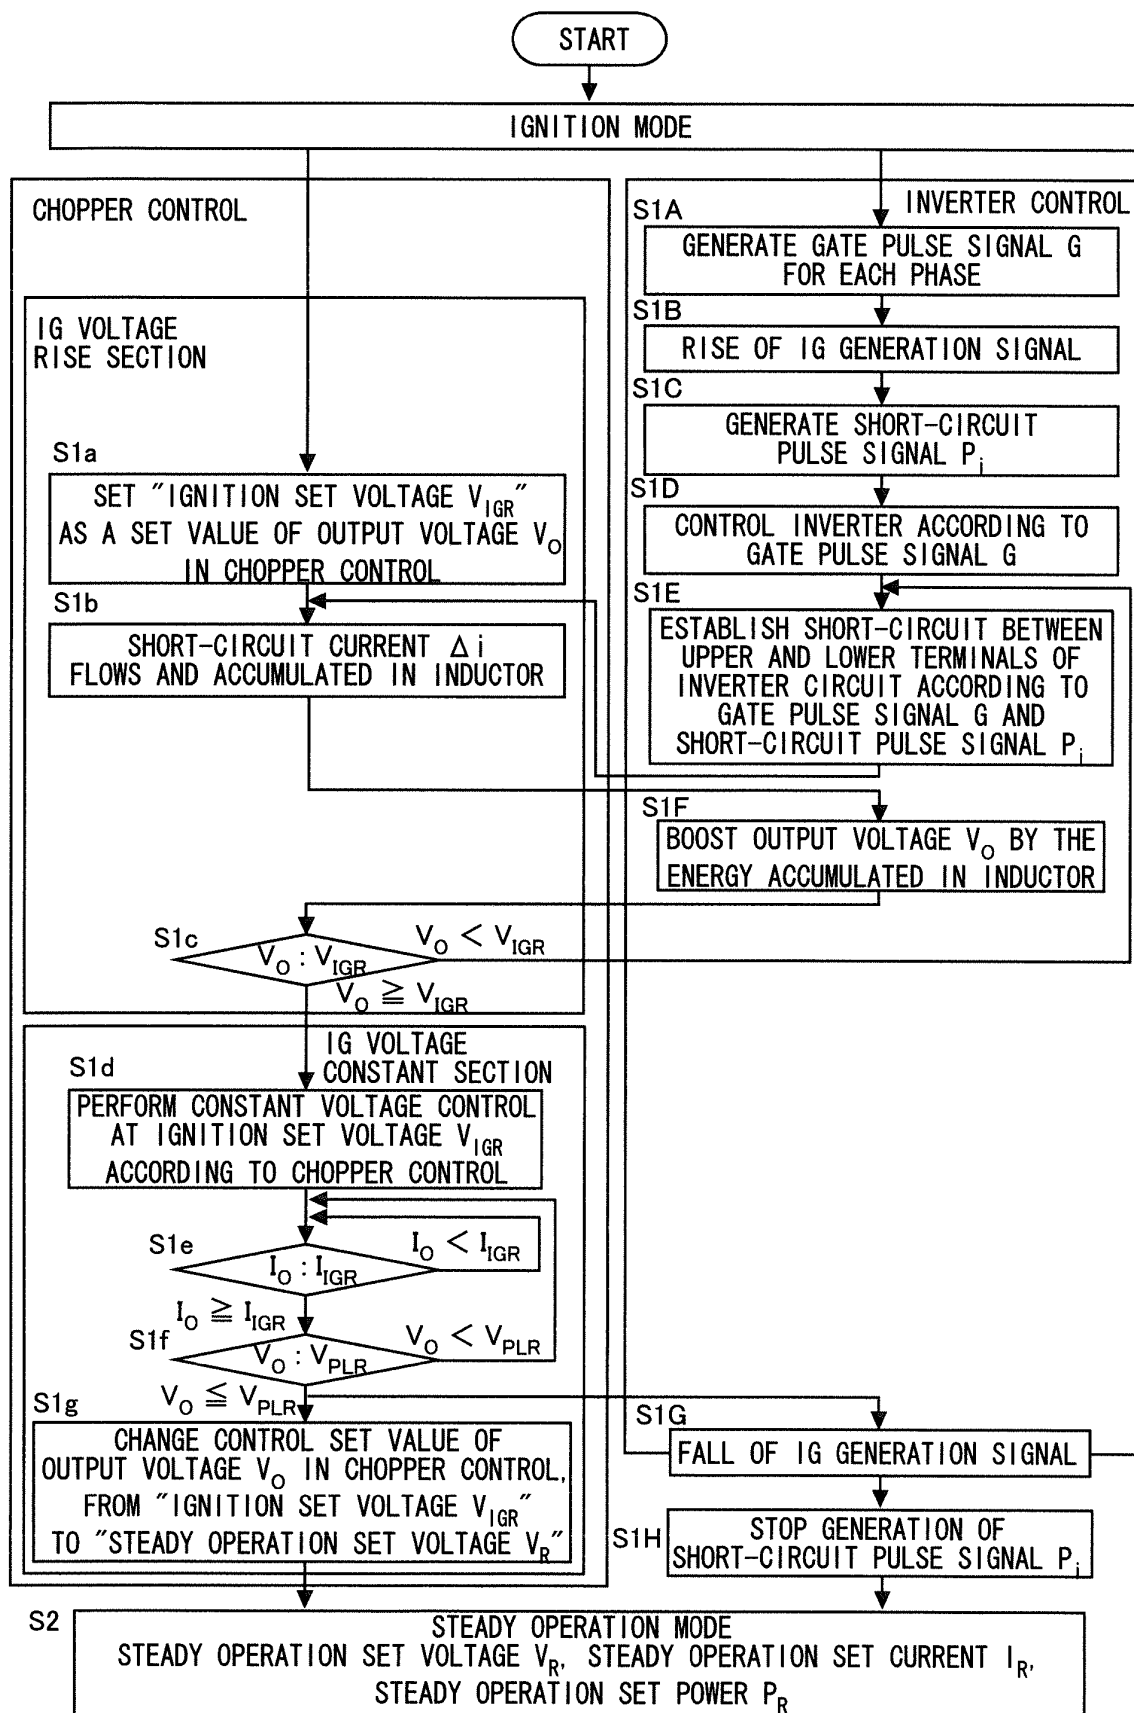 START
IGNITION MODE
CHOPPER CONTROL
INVERTER CONTROL
S1A
GENERATE GATE PULSE SIGNAL G
FOR EACH PHASE
S1B
RISE OF IG GENERATION SIGNAL
S1C
GENERATE SHORT-CIRCUIT
PULSE SIGNAL Pi
S1D
CONTROL INVERTER ACCORDING TO
GATE PULSE SIGNAL G
IG VOLTAGE
RISE SECTION
S1a
SET "IGNITION SET VOLTAGE VIGR"
AS A SET VALUE OF OUTPUT VOLTAGE VO
IN CHOPPER CONTROL
S1b
SHORT-CIRCUIT CURRENT Δi
FLOWS AND ACCUMULATED IN INDUCTOR
S1E
ESTABLISH SHORT-CIRCUIT BETWEEN
UPPER AND LOWER TERMINALS OF
INVERTER CIRCUIT ACCORDING TO
GATE PULSE SIGNAL G AND
SHORT-CIRCUIT PULSE SIGNAL Pi
S1F
BOOST OUTPUT VOLTAGE VO BY THE
ENERGY ACCUMULATED IN INDUCTOR
S1c
VO : VIGR
VO < VIGR
VO ≧ VIGR
IG VOLTAGE
CONSTANT SECTION
S1d
PERFORM CONSTANT VOLTAGE CONTROL
AT IGNITION SET VOLTAGE VIGR
ACCORDING TO CHOPPER CONTROL
S1e
IO : IIGR
IO < IIGR
IO ≧ IIGR
S1f
VO : VPLR
VO < VPLR
VO ≦ VPLR
S1g
CHANGE CONTROL SET VALUE OF
OUTPUT VOLTAGE VO IN CHOPPER CONTROL,
FROM "IGNITION SET VOLTAGE VIGR"
TO "STEADY OPERATION SET VOLTAGE VR"
S1G
FALL OF IG GENERATION SIGNAL
S1H
STOP GENERATION OF
SHORT-CIRCUIT PULSE SIGNAL Pi
S2
STEADY OPERATION MODE
STEADY OPERATION SET VOLTAGE VR, STEADY OPERATION SET CURRENT IR,
STEADY OPERATION SET POWER PR